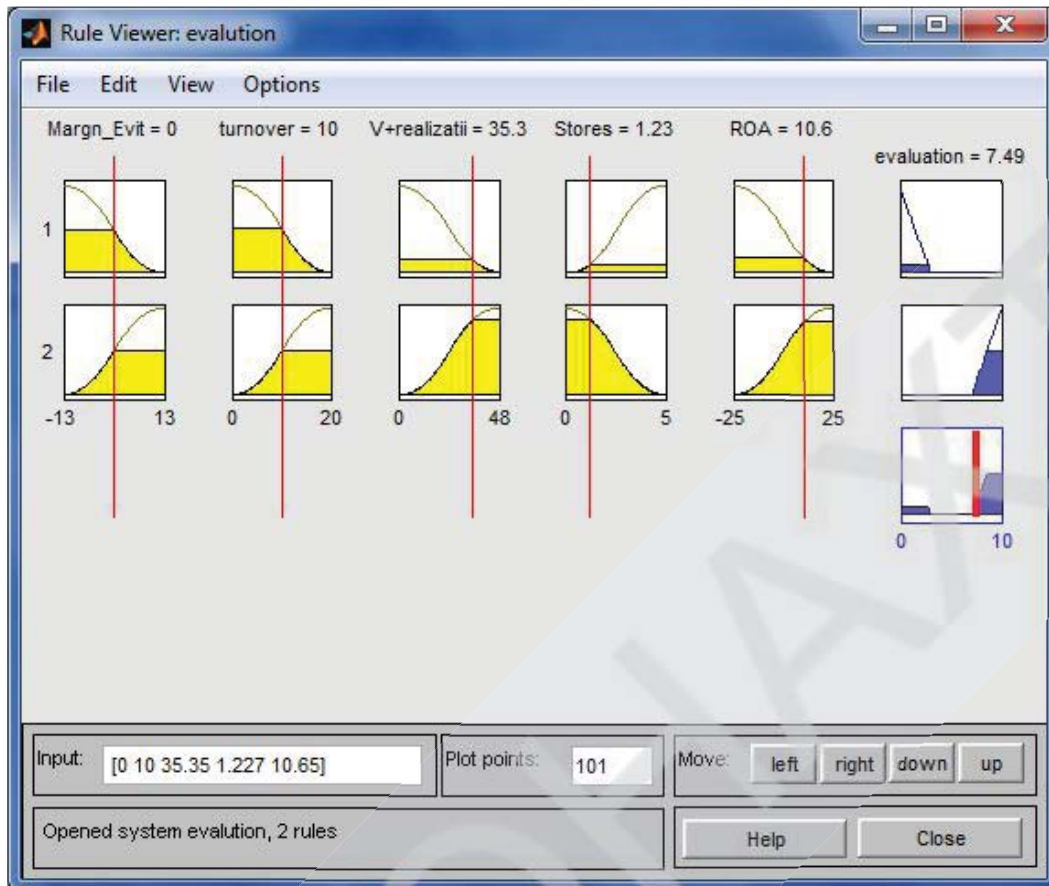 Rule Viewer: evalution
File Edit View Options
Margn_Evit = 0 turnover = 10 V+realizatii = 35.3 Stores = 1.23 ROA = 10.6
evaluation = 7.49
1
2
-13 13 0 20 0 48 0 5 -25 25
0 10
Input: [0 10 35.35 1.227 10.65] Plot points: 101 Move: left right down up
Opened system evalution, 2 rules Help Close